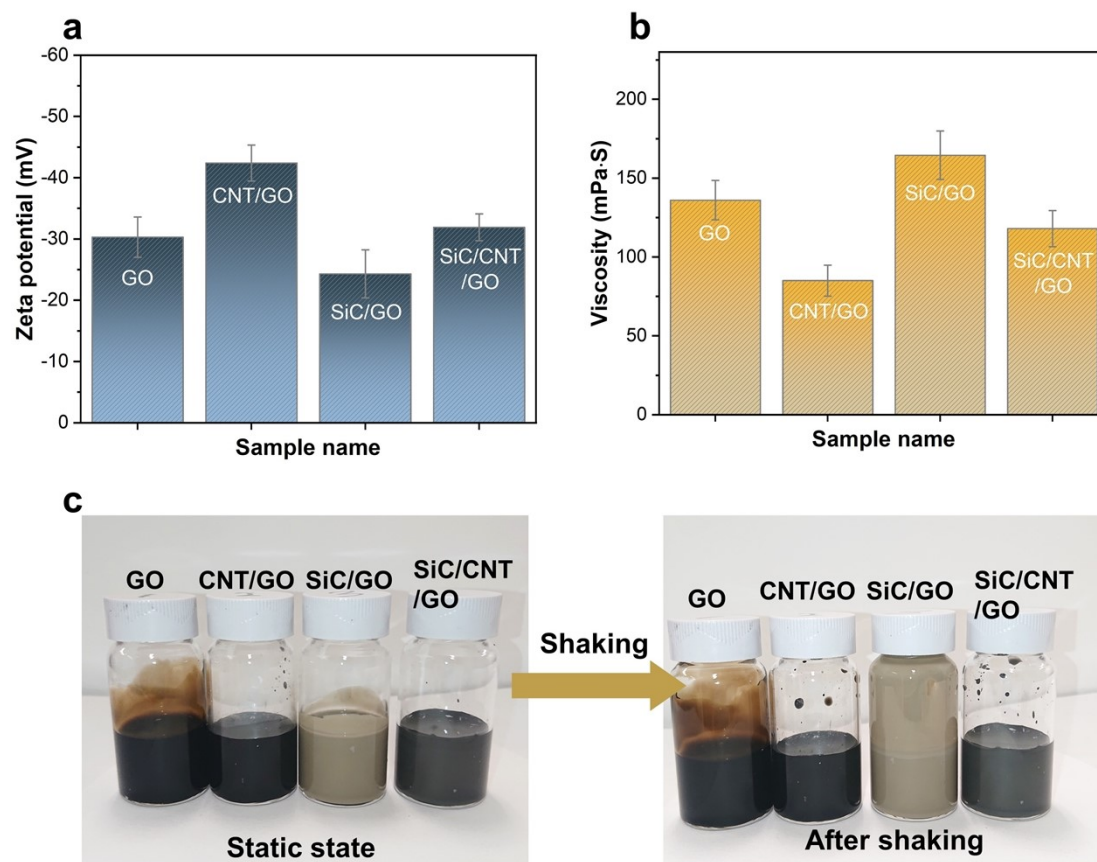 a
-60
-50
-40
-30
-20
-10
0
Zeta potential (mV)
GO
CNT/GO
SiC/GO
SiC/CNT
/GO
Sample name
b
200
150
100
50
0
Viscosity (mPa·S)
GO
CNT/GO
SiC/GO
SiC/CNT
/GO
Sample name
c
GO
CNT/GO
SiC/GO
SiC/CNT
/GO
Static state
Shaking
GO
CNT/GO
SiC/GO
SiC/CNT
/GO
After shaking